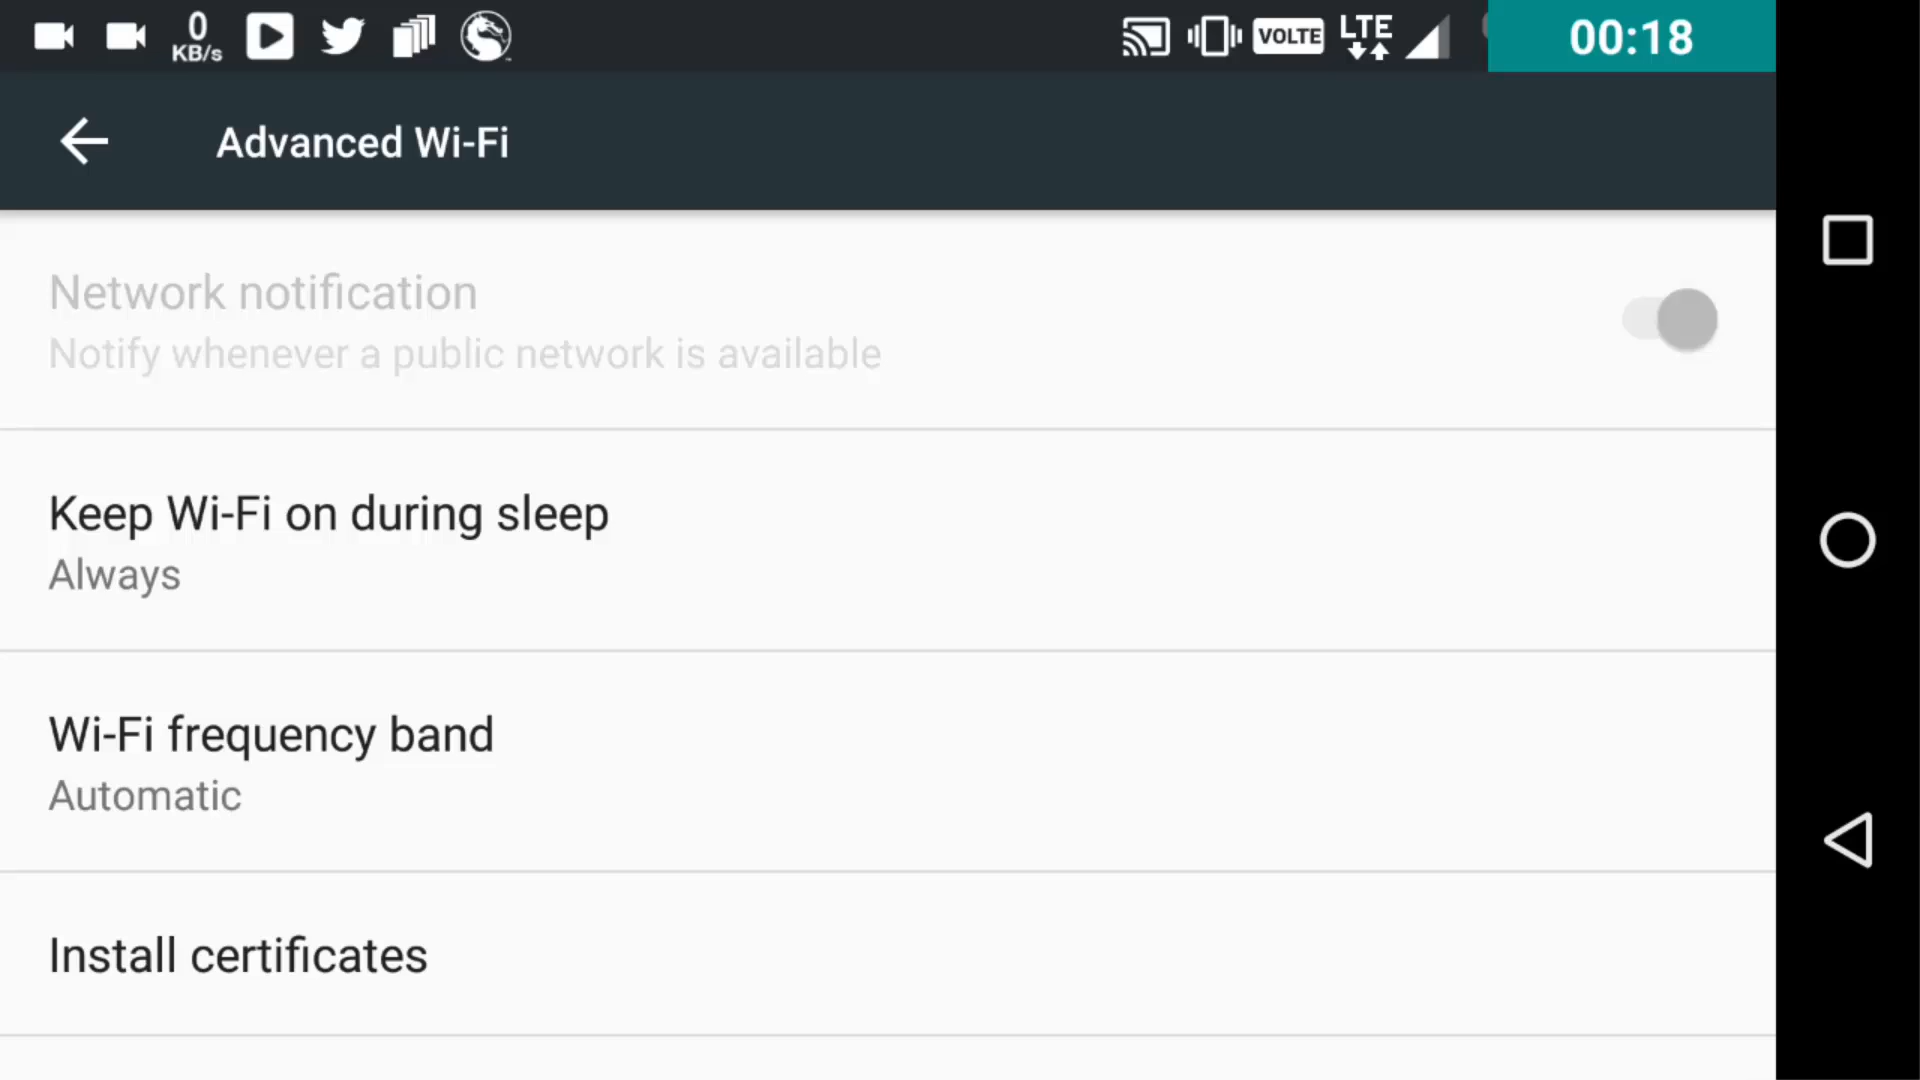 0
KB/s
VOLTE
LTE
00:18
Advanced Wi-Fi
Network notification
Notify whenever a public network is available
Keep Wi-Fi on during sleep
Always
Wi-Fi frequency band
Automatic
Install certificates